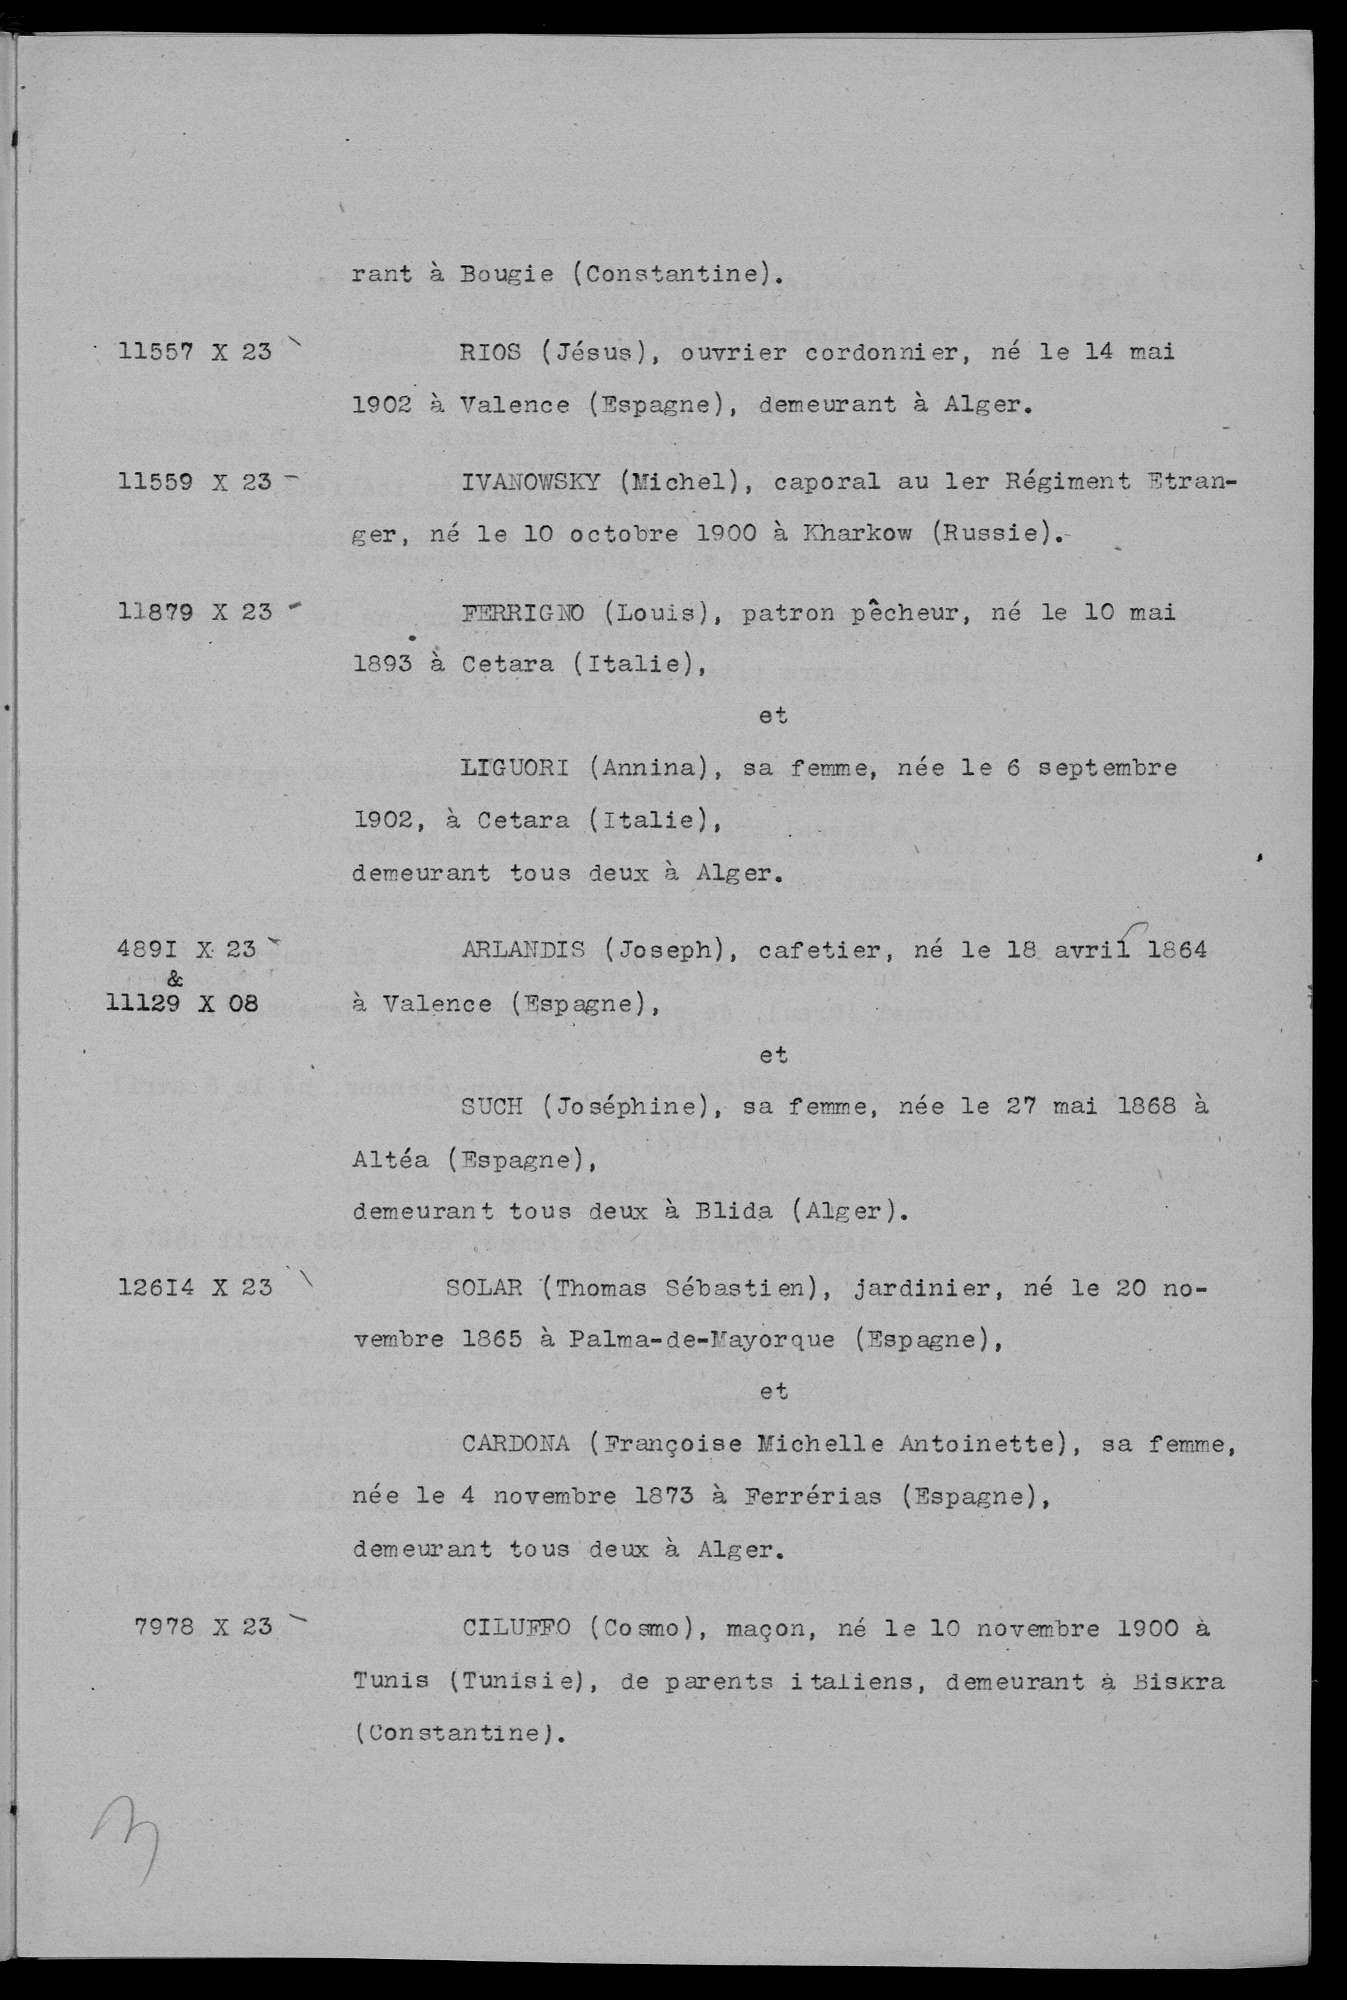 rant à Bougie (Constantine).
11557 X 23 RIOS (Jésus), ouvrier cordonnier, né le 14 mai
1902 à Valence (Espagne), demeurant à Alger.
11559 X 23 IVANOWSKY (Michel), caporal au 1er Régiment Etran-
ger, né le 10 octobre 1900 à Kharkow (Russie).
11879 X 23 FERRIGNO (Louis), patron pêcheur, né le 10 mai
1893 à Cetara (Italie),
et
LIGUORI (Annina), sa femme, née le 6 septembre
1902, à Cetara (Italie),
demeurant tous deux à Alger.
4891 X 23 ARLANDIS (Joseph), cafetier, né le 18 avril 1864
&
11129 X 08 à Valence (Espagne),
et
SUCH (Joséphine), sa femme, née le 27 mai 1868 à
Altéa (Espagne),
demeurant tous deux à Blida (Alger).
12614 X 23 SOLAR (Thomas Sébastien), jardinier, né le 20 no-
vembre 1865 à Palma-de-Mayorque (Espagne),
et
CARDONA (Françoise Michelle Antoinette), sa femme,
née le 4 novembre 1873 à Ferrérias (Espagne),
demeurant tous deux à Alger.
7978 X 23 CILUFFO (Cosmo), maçon, né le 10 novembre 1900 à
Tunis (Tunisie), de parents italiens, demeurant à Biskra
(Constantine).